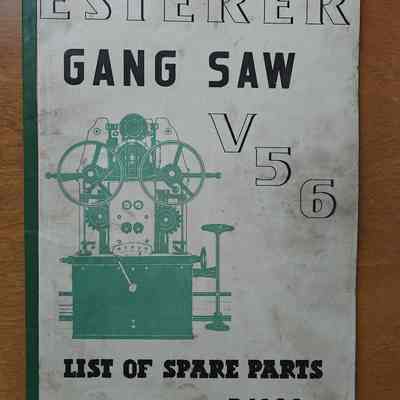 ESTERER
GANG SAW
V56
LIST OF SPARE PARTS